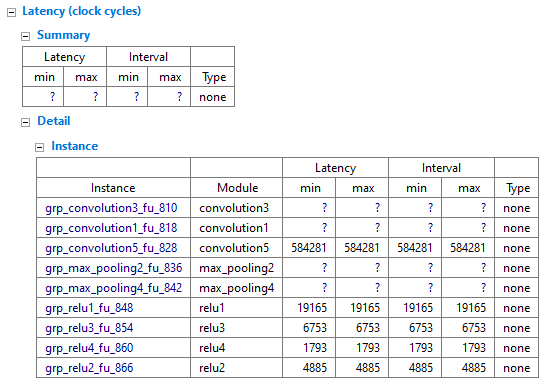 Latency (clock cycles)
Summary
Latency Interval
min max min max Type
? ? ? ? none
Detail
Instance
Latency Interval
Instance Module min max min max Type
grp_convolution3_fu_810 convolution3 ? ? ? ? none
grp_convolution1_fu_818 convolution1 ? ? ? ? none
grp_convolution5_fu_828 convolution5 584281 584281 584281 584281 none
grp_max_pooling2_fu_836 max_pooling2 ? ? ? ? none
grp_max_pooling4_fu_842 max_pooling4 ? ? ? ? none
grp_relu1_fu_848 relu1 19165 19165 19165 19165 none
grp_relu3_fu_854 relu3 6753 6753 6753 6753 none
grp_relu4_fu_860 relu4 1793 1793 1793 1793 none
grp_relu2_fu_866 relu2 4885 4885 4885 4885 none